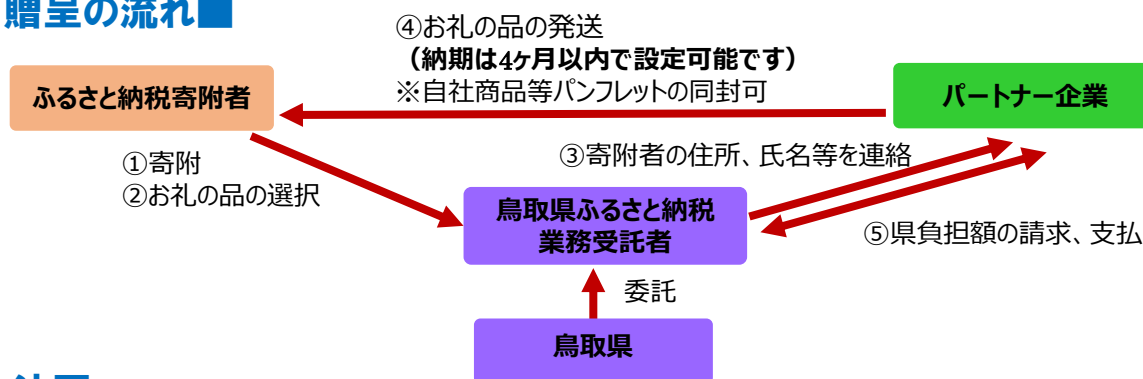 贈呈の流れ■
④お礼の品の発送
（納期は4ヶ月以内で設定可能です）
※自社商品等パンフレットの同封可
ふるさと納税寄附者
パートナー企業
①寄附
②お礼の品の選択
③寄附者の住所、氏名等を連絡
鳥取県ふるさと納税
業務受託者
⑤県負担額の請求、支払
委託
鳥取県